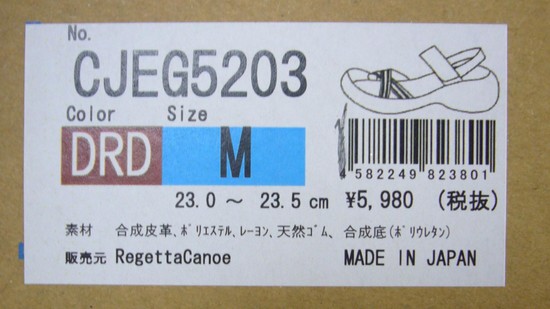 No.
CJEG5203
Color Size
DRD M
4 582249 823801
23.0 ～ 23.5 cm ¥5,980 (税抜)
素材 合成皮革、ﾎﾟﾘｴｽﾃﾙ、ﾚｰﾖﾝ、天然ｺﾞﾑ、合成底(ﾎﾟﾘｳﾚﾀﾝ)
販売元 RegettaCanoe MADE IN JAPAN